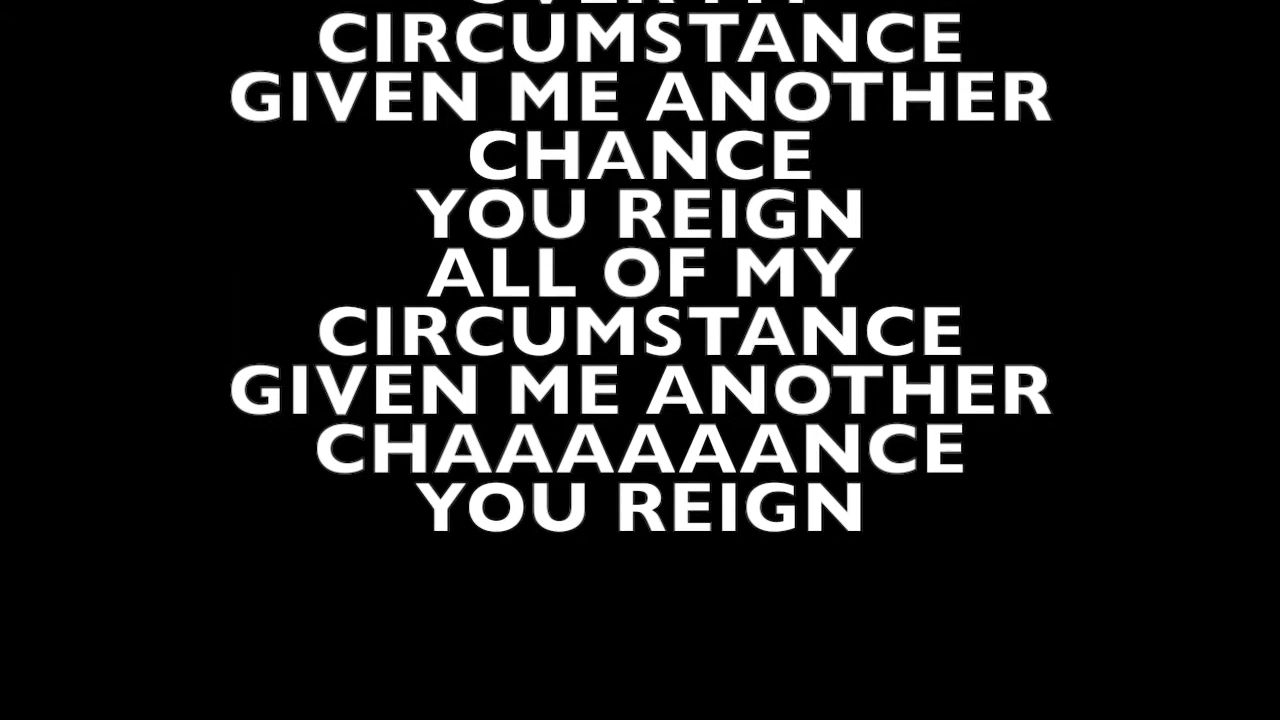 CIRCUMSTANCE
GIVEN ME ANOTHER
CHANCE
YOU REIGN
ALL OF MY
CIRCUMSTANCE
GIVEN ME ANOTHER
CHAAAAAANCE
YOU REIGN